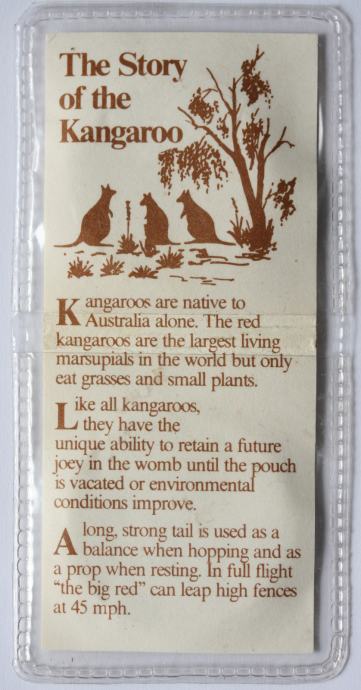 The Story
of the
Kangaroo
Kangaroos are native to
Australia alone. The red
kangaroos are the largest living
marsupials in the world but only
eat grasses and small plants.
Like all kangaroos,
they have the
unique ability to retain a future
joey in the womb until the pouch
is vacated or environmental
conditions improve.
A long, strong tail is used as a
balance when hopping and as
a prop when resting. In full flight
“the big red” can leap high fences
at 45 mph.